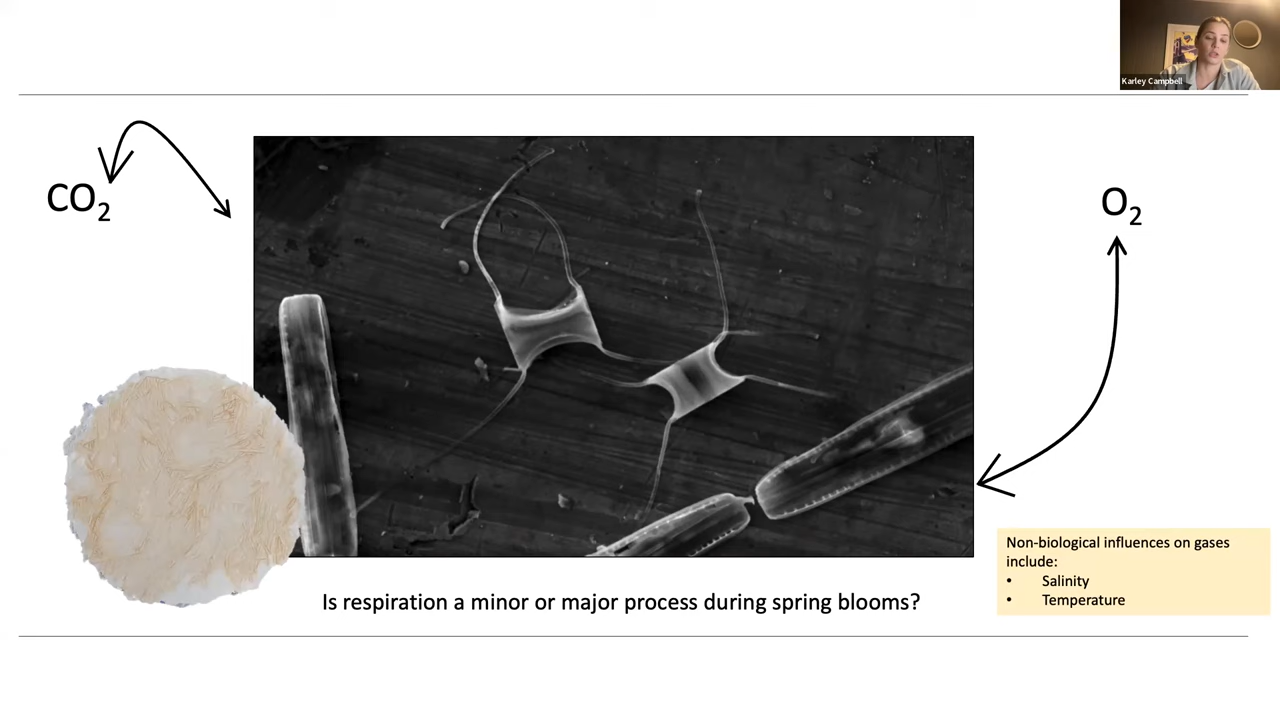 Karley Campbell
CO₂
O₂
Non-biological influences on gases
include:
• Salinity
• Temperature
Is respiration a minor or major process during spring blooms?